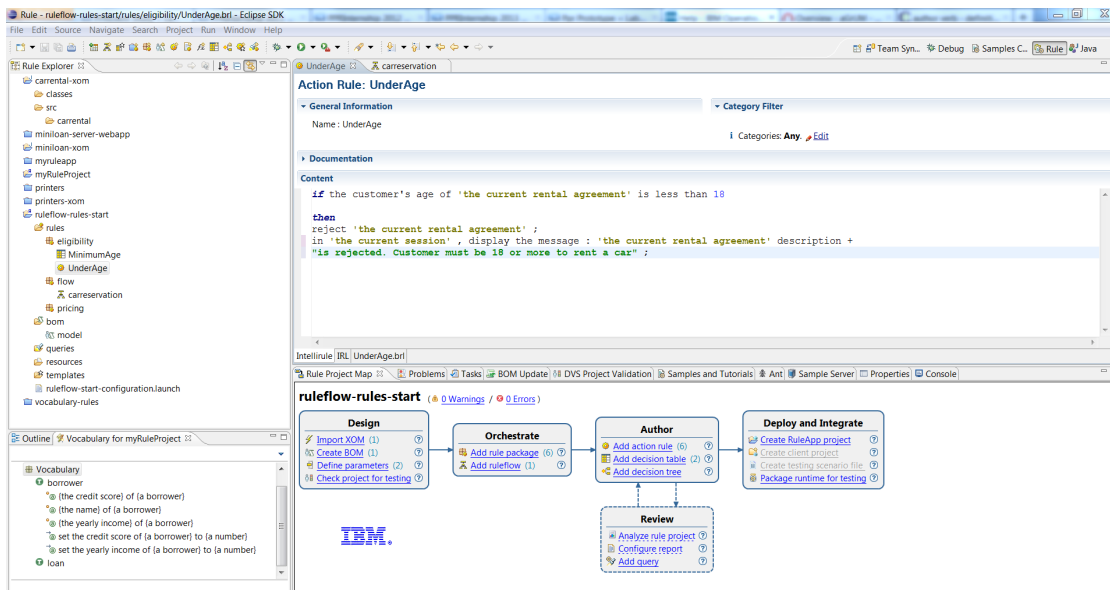 Rule - ruleflow-rules-start/rules/eligibility/UnderAge.brl - Eclipse SDK
File Edit Source Navigate Search Project Run Window Help
Team Syn... Debug Samples C... Rule Java
Rule Explorer
carrental-xom
classes
src
carrental
miniloan-server-webapp
miniloan-xom
myruleapp
myRuleProject
printers
printers-xom
ruleflow-rules-start
rules
eligibility
MinimumAge
UnderAge
flow
carreservation
pricing
bom
model
queries
resources
templates
ruleflow-start-configuration.launch
vocabulary-rules
UnderAge carreservation
Action Rule: UnderAge
General Information
Name : UnderAge
Category Filter
Categories: Any. Edit
Documentation
Content
if the customer's age of 'the current rental agreement' is less than 18
then
reject 'the current rental agreement' ;
in 'the current session' , display the message : 'the current rental agreement' description +
"is rejected. Customer must be 18 or more to rent a car" ;
Intellirule IRL UnderAge.brl
Outline Vocabulary for myRuleProject
Vocabulary
borrower
{the credit score} of {a borrower}
{the name} of {a borrower}
{the yearly income} of {a borrower}
set the credit score of {a borrower} to {a number}
set the yearly income of {a borrower} to {a number}
loan
Rule Project Map Problems Tasks BOM Update DVS Project Validation Samples and Tutorials Ant Sample Server Properties Console
ruleflow-rules-start ( 0 Warnings / 0 Errors )
Design
Import XOM (1)
Create BOM (1)
Define parameters (2)
Check project for testing
Orchestrate
Add rule package (6)
Add ruleflow (1)
Author
Add action rule (6)
Add decision table (2)
Add decision tree
Deploy and Integrate
Create RuleApp project
Create client project
Create testing scenario file
Package runtime for testing
Review
Analyze rule project
Configure report
Add query
IBM